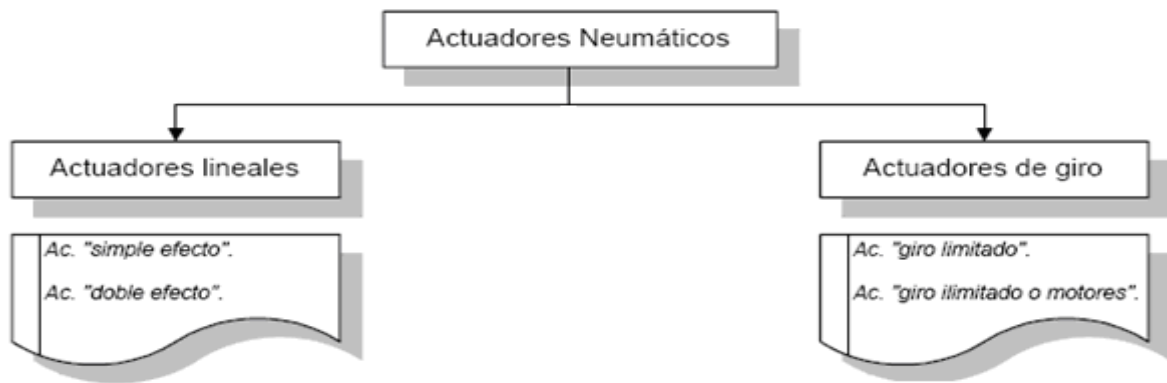 Actuadores Neumáticos
Actuadores lineales
Ac. "simple efecto".
Ac. "doble efecto".
Actuadores de giro
Ac. "giro limitado".
Ac. "giro ilimitado o motores".